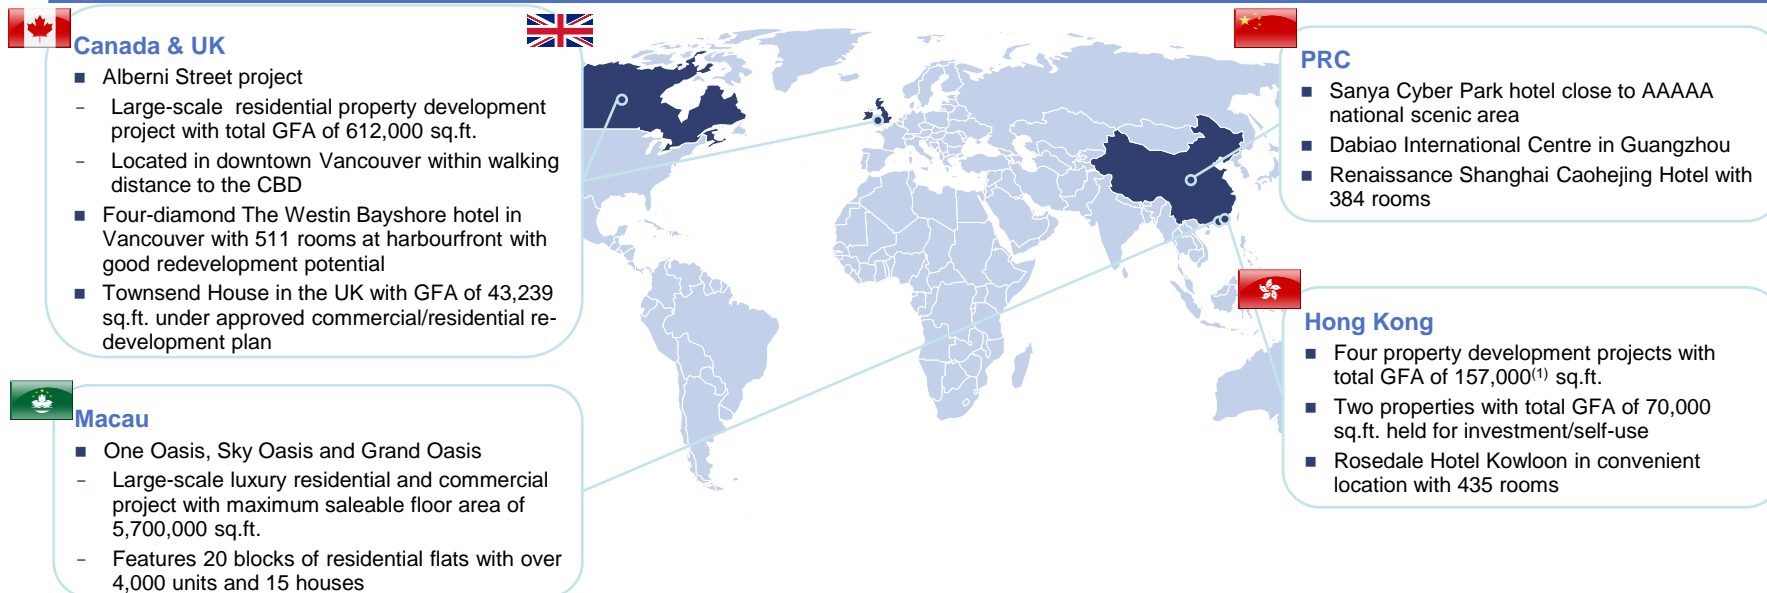 Canada & UK
■ Alberni Street project
– Large-scale residential property development
project with total GFA of 612,000 sq.ft.
– Located in downtown Vancouver within walking
distance to the CBD
■ Four-diamond The Westin Bayshore hotel in
Vancouver with 511 rooms at harbourfront with
good redevelopment potential
■ Townsend House in the UK with GFA of 43,239
sq.ft. under approved commercial/residential re-
development plan
Macau
■ One Oasis, Sky Oasis and Grand Oasis
– Large-scale luxury residential and commercial
project with maximum saleable floor area of
5,700,000 sq.ft.
– Features 20 blocks of residential flats with over
4,000 units and 15 houses
PRC
■ Sanya Cyber Park hotel close to AAAAA
national scenic area
■ Dabiao International Centre in Guangzhou
■ Renaissance Shanghai Caohejing Hotel with
384 rooms
Hong Kong
■ Four property development projects with
total GFA of 157,000(1) sq.ft.
■ Two properties with total GFA of 70,000
sq.ft. held for investment/self-use
■ Rosedale Hotel Kowloon in convenient
location with 435 rooms